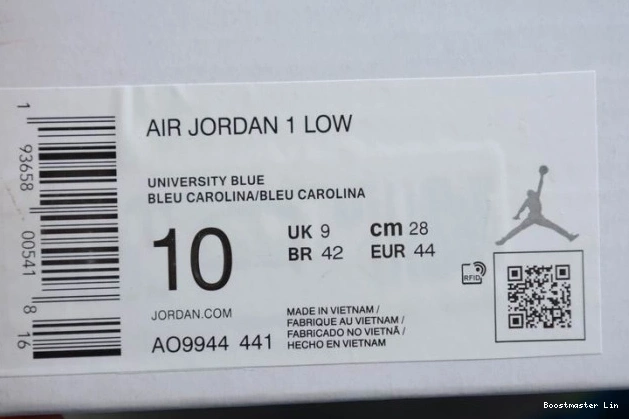 AIR JORDAN 1 LOW
UNIVERSITY BLUE
BLEU CAROLINA/BLEU CAROLINA
10
UK 9 cm 28
BR 42 EUR 44
RFID
JORDAN.COM
AO9944 441
MADE IN VIETNAM /
FABRIQUE AU VIETNAM /
FABRICADO NO VIETNÃ /
HECHO EN VIETNAM
1 93658 00541 8 16
Boostmaster Lin